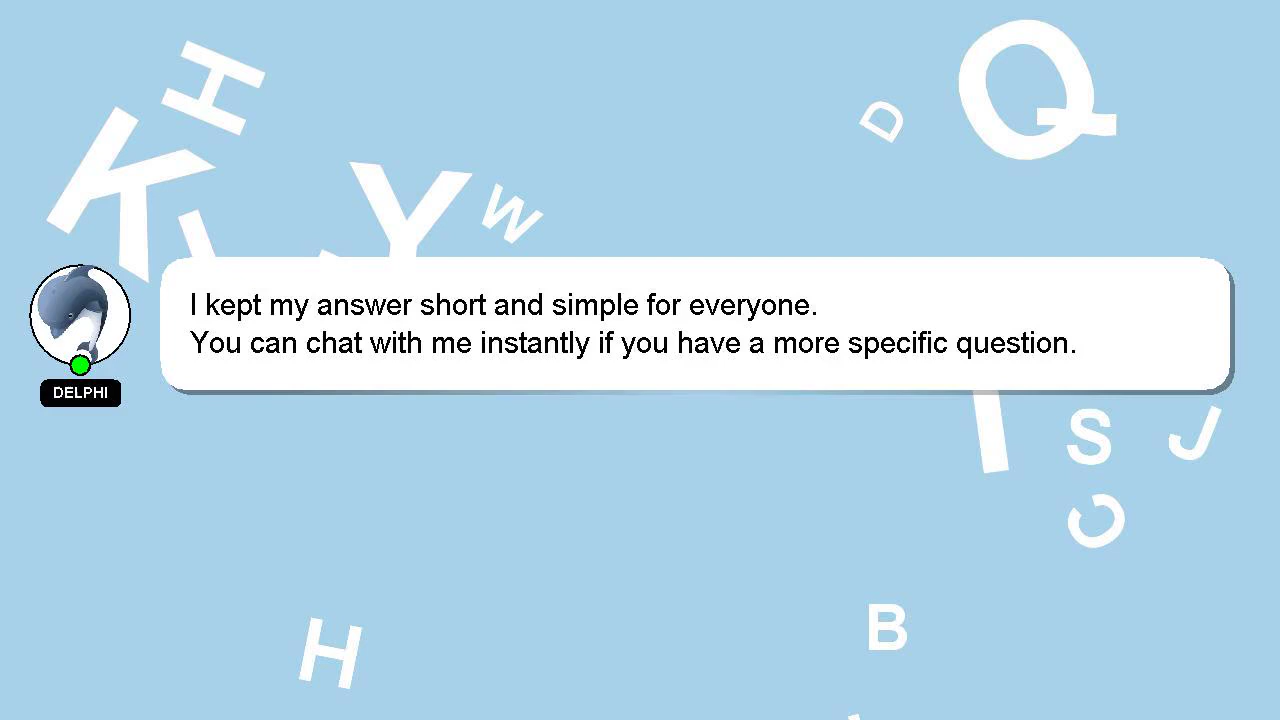 H
K
Y
W
D
Q
I kept my answer short and simple for everyone.
You can chat with me instantly if you have a more specific question.
DELPHI
S
J
C
B
H